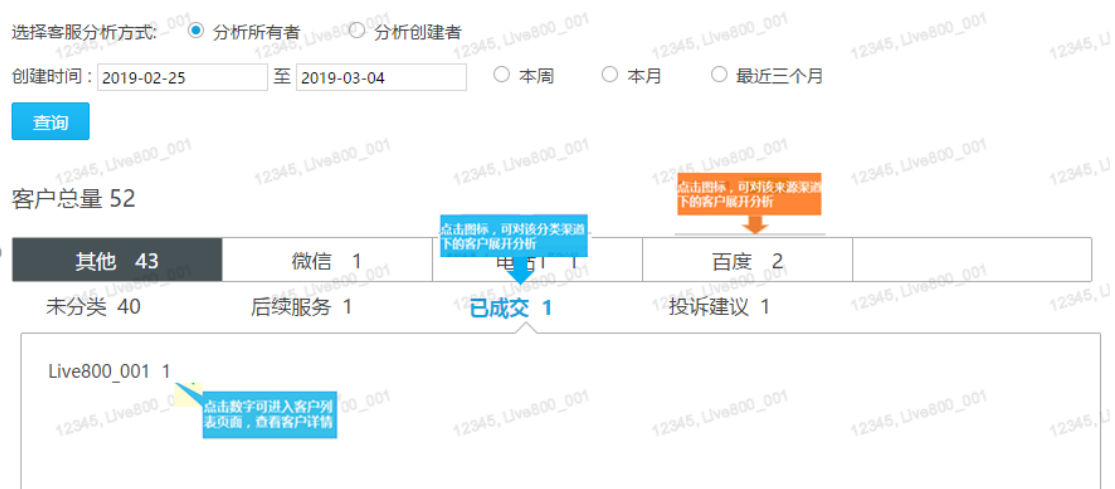 选择客服分析方式: 分析所有者 分析创建者
创建时间： 2019-02-25 至 2019-03-04 本周 本月 最近三个月
查询
客户总量 52
点击图标，可对该来源渠道
下的客户展开分析
点击图标，可对该分类渠道
下的客户展开分析
其他 43 微信 1 电话 1 百度 2
未分类 40 后续服务 1 已成交 1 投诉建议 1
Live800_001 1
点击数字可进入客户列
表页面，查看客户详情
12345, Live800_001